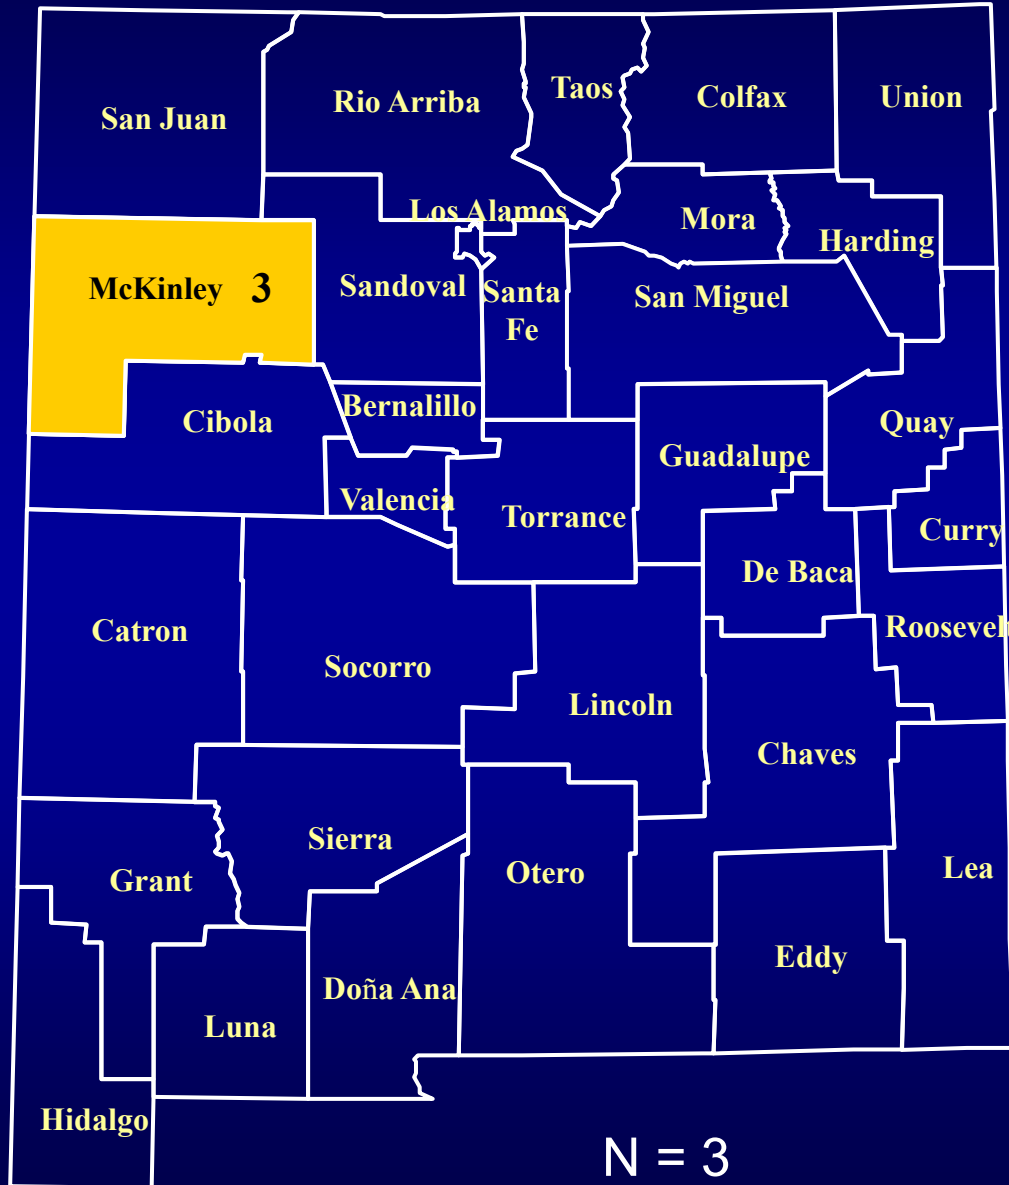 San Juan
Rio Arriba
Taos
Colfax
Union
Los Alamos
Mora
Harding
McKinley 3
Sandoval
Santa
Fe
San Miguel
Cibola
Bernalillo
Quay
Guadalupe
Valencia
Torrance
Curry
De Baca
Catron
Roosevelt
Socorro
Lincoln
Chaves
Sierra
Grant
Otero
Lea
Eddy
Doña Ana
Luna
Hidalgo
N = 3